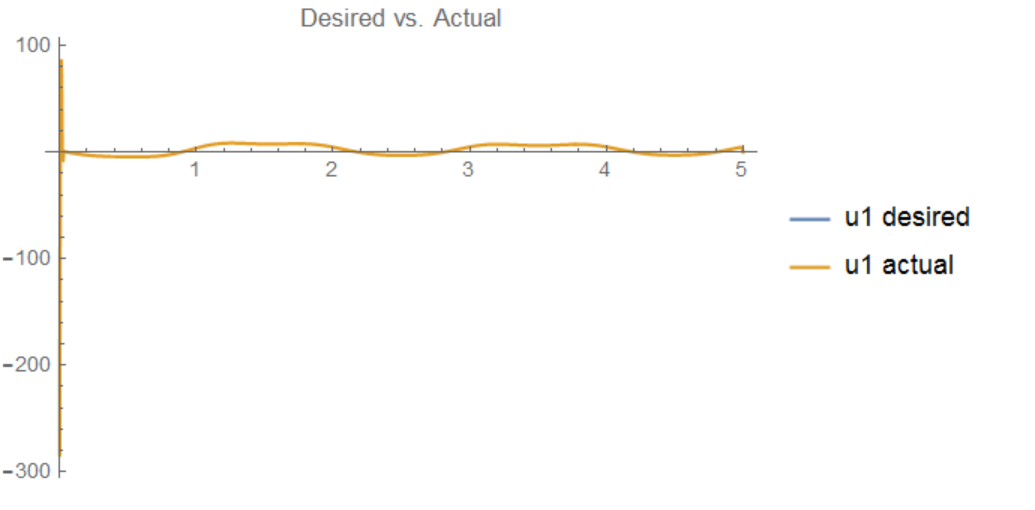 Desired vs. Actual
100
1 2 3 4 5
-100
u1 desired
u1 actual
-200
-300